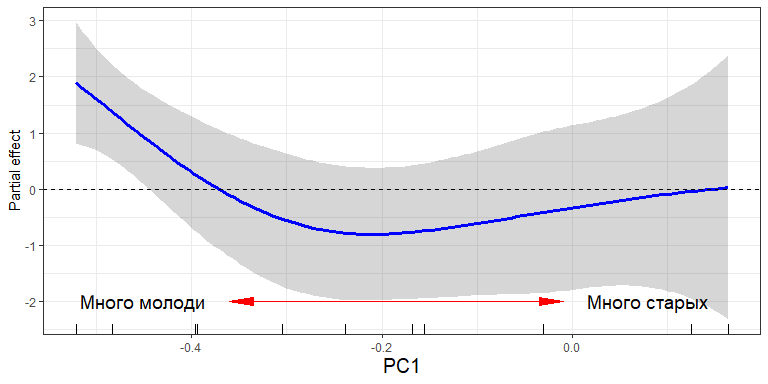 3
2
1
0
-1
-2
Partial effect
Много молоди
Много старых
-0.4
-0.2
0.0
PC1